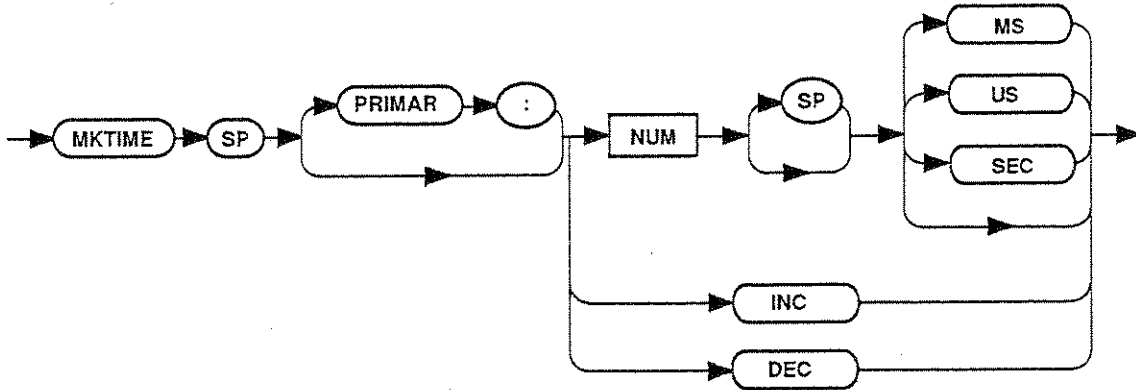 MS
PRIMAR : SP US
MKTIME SP NUM
SEC
INC
DEC